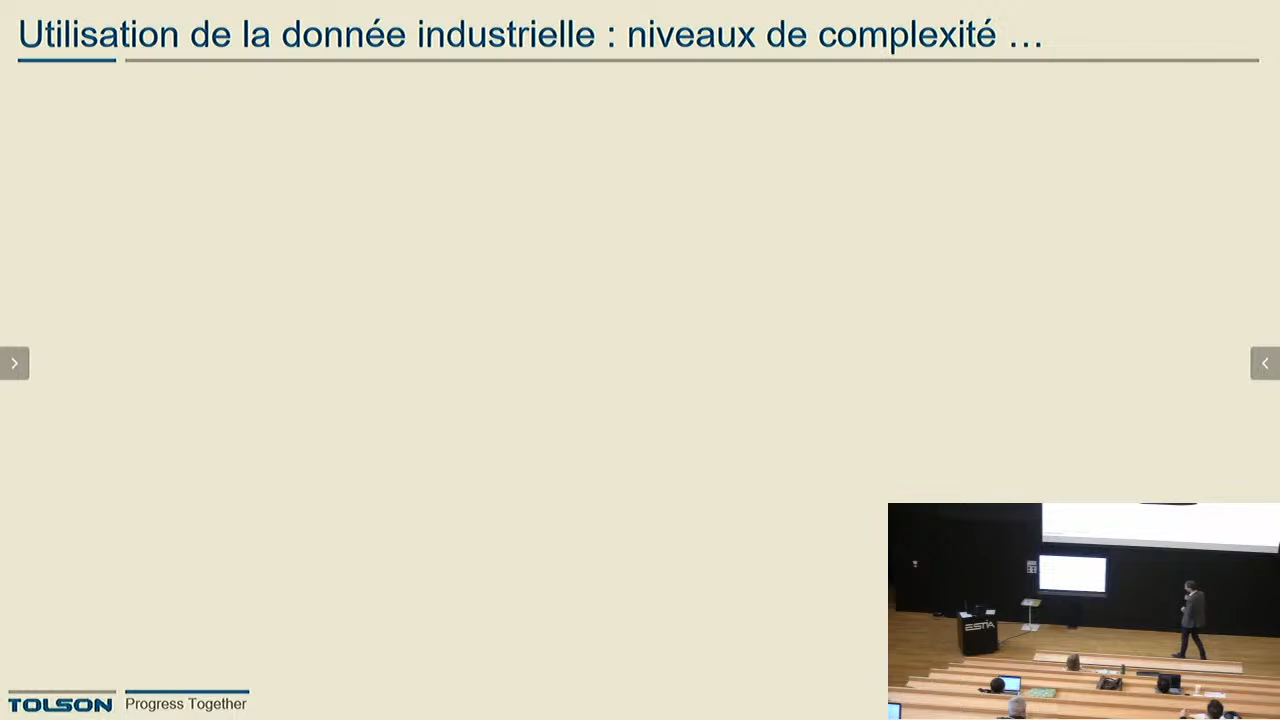 Utilisation de la donnée industrielle : niveaux de complexité …
ESTIA
TOLSON
Progress Together